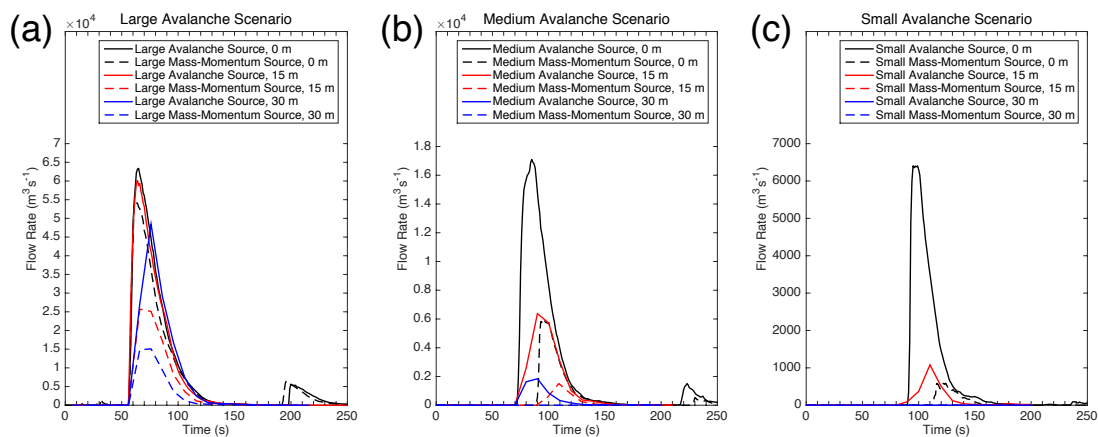 (a)
Large Avalanche Scenario
×10⁴
Large Avalanche Source, 0 m
Large Mass-Momentum Source, 0 m
Large Avalanche Source, 15 m
Large Mass-Momentum Source, 15 m
Large Avalanche Source, 30 m
Large Mass-Momentum Source, 30 m
7
6.5
6
5.5
5
4.5
4
3.5
3
2.5
2
1.5
1
0.5
0
Flow Rate (m³ s⁻¹)
0 50 100 150 200 250
Time (s)
(b)
Medium Avalanche Scenario
×10⁴
Medium Avalanche Source, 0 m
Medium Mass-Momentum Source, 0 m
Medium Avalanche Source, 15 m
Medium Mass-Momentum Source, 15 m
Medium Avalanche Source, 30 m
Medium Mass-Momentum Source, 30 m
1.8
1.6
1.4
1.2
1
0.8
0.6
0.4
0.2
0
Flow Rate (m³ s⁻¹)
0 50 100 150 200 250
Time (s)
(c)
Small Avalanche Scenario
Small Avalanche Source, 0 m
Small Mass-Momentum Source, 0 m
Small Avalanche Source, 15 m
Small Mass-Momentum Source, 15 m
Small Avalanche Source, 30 m
Small Mass-Momentum Source, 30 m
7000
6000
5000
4000
3000
2000
1000
0
Flow Rate (m³ s⁻¹)
0 50 100 150 200 250
Time (s)